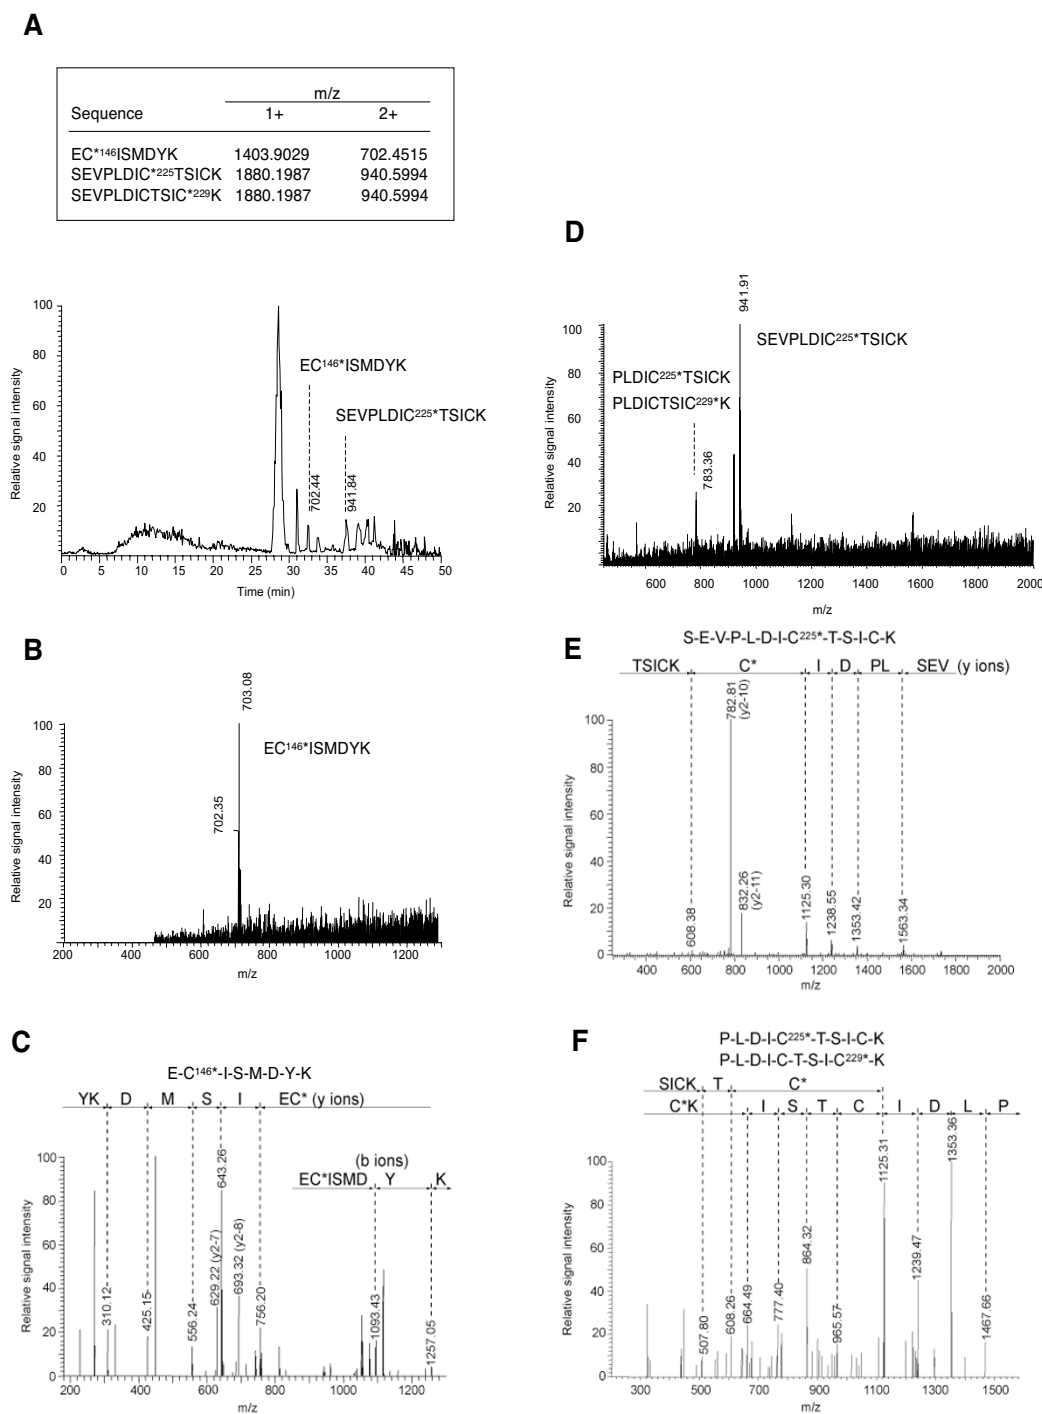 A
m/z
Sequence 1+ 2+
EC*146ISMDYK 1403.9029 702.4515
SEVPLDIC*225TSICK 1880.1987 940.5994
SEVPLDICTSIC*229K 1880.1987 940.5994
100
80
60
40
20
Relative signal intensity
EC146*ISMDYK
SEVPLDIC225*TSICK
702.44
941.84
0 5 10 15 20 25 30 35 40 45 50
Time (min)
D
941.91
SEVPLDIC225*TSICK
PLDIC225*TSICK
PLDICTSIC229*K
783.36
100
80
60
40
20
Relative signal intensity
600 800 1000 1200 1400 1600 1800 2000
m/z
B
703.08
EC146*ISMDYK
702.35
100
80
60
40
20
Relative signal intensity
200 400 600 800 1000 1200
m/z
E
S-E-V-P-L-D-I-C225*-T-S-I-C-K
TSICK C* I D PL SEV (y ions)
782.81
(y2-10)
832.26
(y2-11)
608.38
1125.30
1238.55
1353.42
1563.34
100
80
60
40
20
0
Relative signal intensity
400 600 800 1000 1200 1400 1600 1800 2000
m/z
C
E-C146*-I-S-M-D-Y-K
YK D M S I EC* (y ions)
(b ions)
EC*ISMD Y K
310.12
425.15
556.24
629.22 (y2-7)
643.26
693.32 (y2-8)
756.20
1093.43
1257.05
100
80
60
40
20
0
Relative signal intensity
200 400 600 800 1000 1200
m/z
F
P-L-D-I-C225*-T-S-I-C-K
P-L-D-I-C-T-S-I-C229*-K
SICK T C*
C*K I S T C I D L P
507.80
608.26
664.49
777.40
864.32
965.57
1125.31
1239.47
1353.36
1467.66
100
80
60
40
20
0
Relative signal intensity
300 500 700 900 1100 1300 1500
m/z